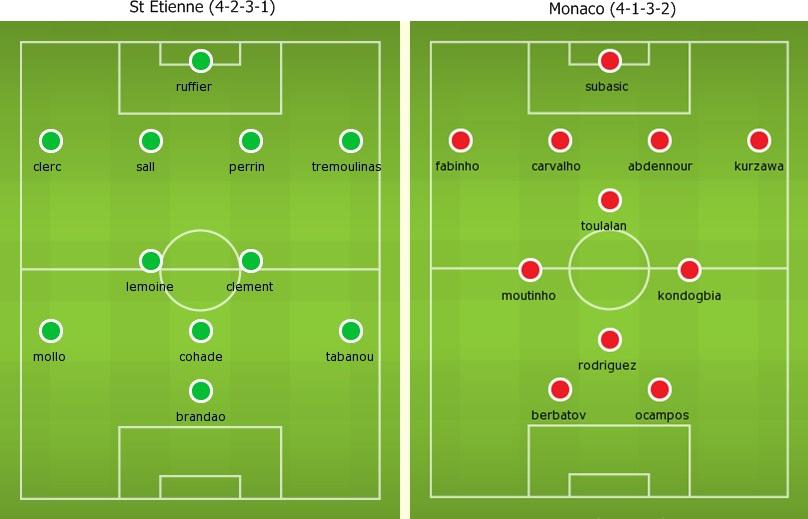 St Etienne (4-2-3-1)
ruffier
clerc sall perrin tremoulinas
lemoine clement
mollo cohade tabanou
brandao
Monaco (4-1-3-2)
subasic
fabinho carvalho abdennour kurzawa
toulalan
moutinho kondogbia
rodriguez
berbatov ocampos